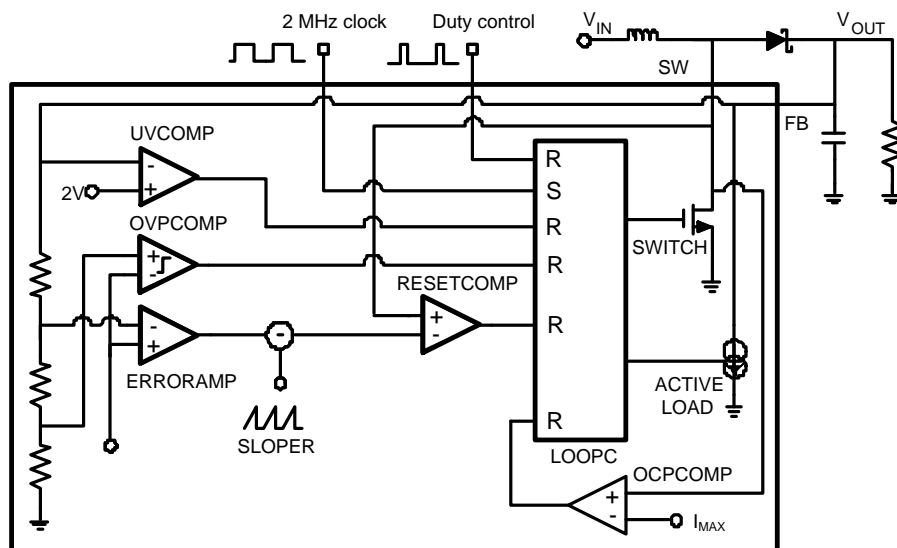 2 MHz clock
Duty control
V_IN
V_OUT
SW
FB
UVCOMP
-
+
2V
OVPCOMP
+
-
RESETCOMP
+
-
-
+
-
ERRORAMP
SLOPER
R
S
R
R
R
R
LOOPC
SWITCH
ACTIVE
LOAD
OCPCOMP
+
-
I_MAX